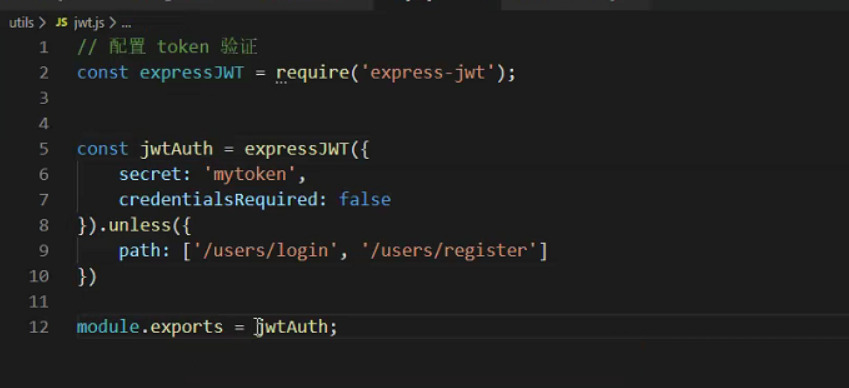 utils > JS jwt.js > ...
1 // 配置 token 验证
2 const expressJWT = require('express-jwt');
3
4
5 const jwtAuth = expressJWT({
6 secret: 'mytoken',
7 credentialsRequired: false
8 }).unless({
9 path: ['/users/login', '/users/register']
10 })
11
12 module.exports = jwtAuth;